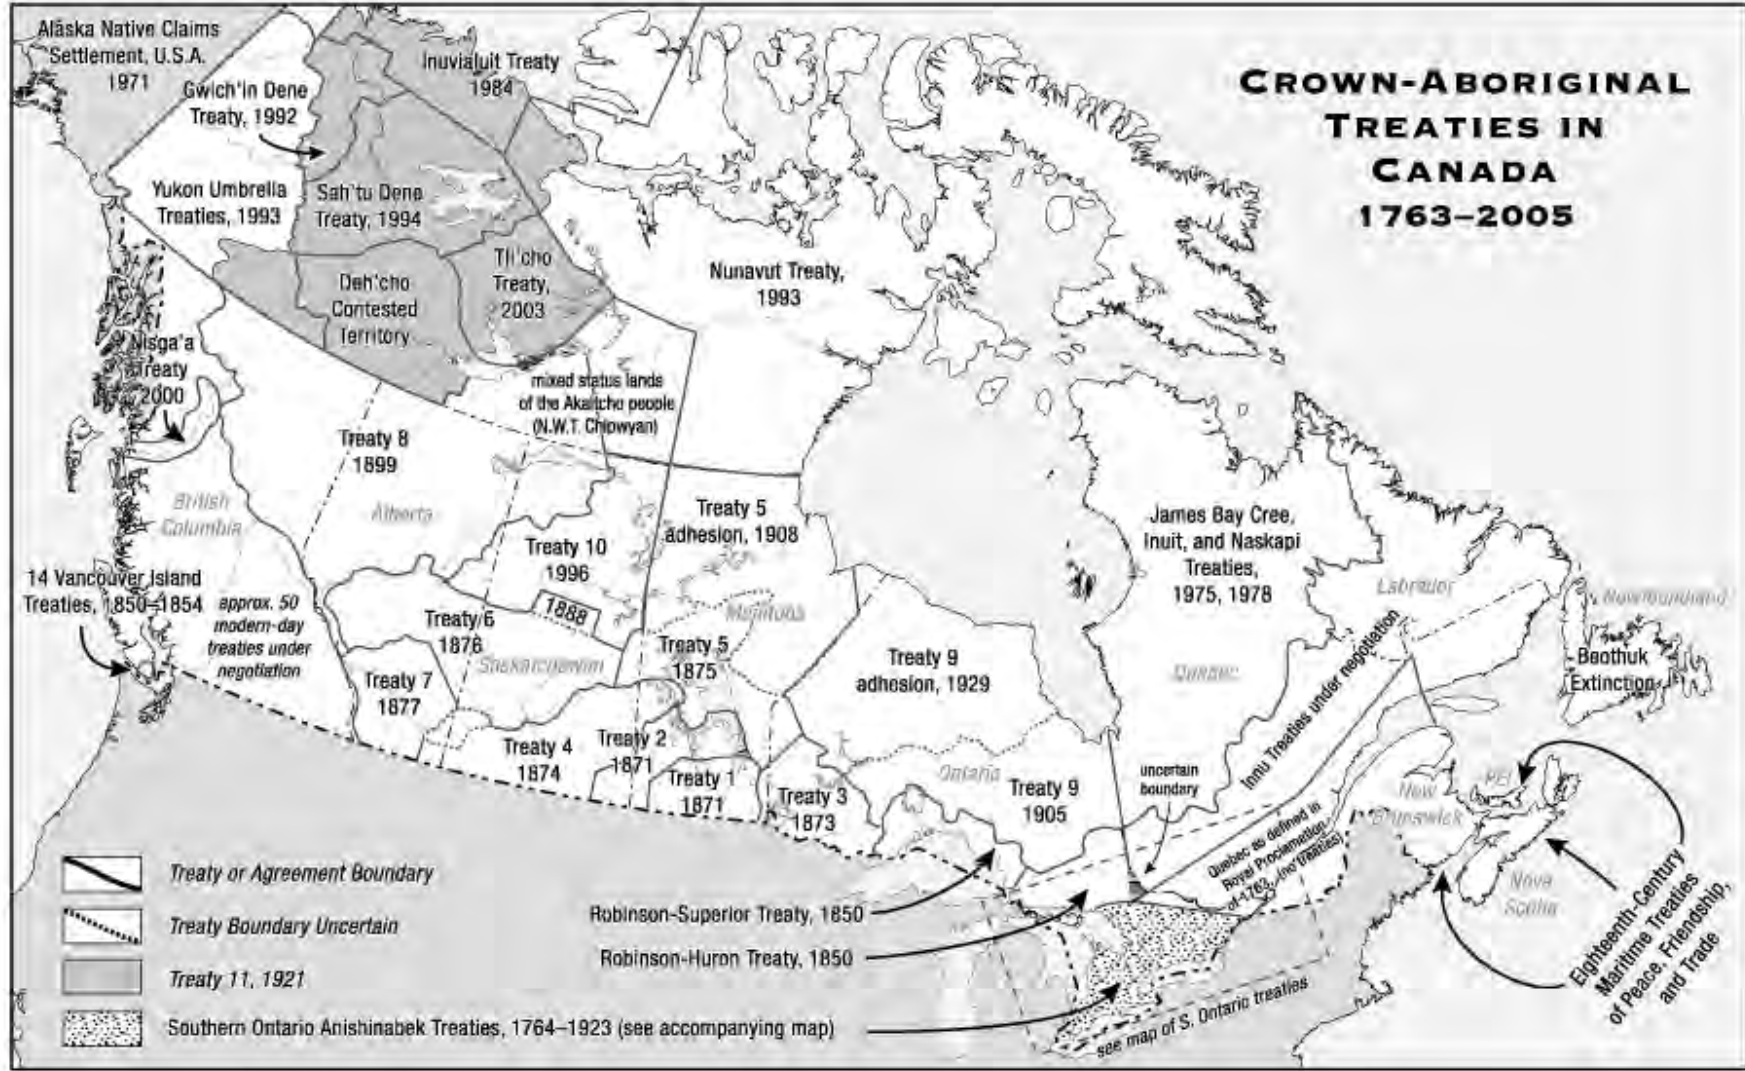 CROWN-ABORIGINAL
TREATIES IN
CANADA
1763–2005
Alaska Native Claims
Settlement, U.S.A.
1971
Gwich'in Dene
Treaty, 1992
Inuvialuit Treaty
1984
Yukon Umbrella
Treaties, 1993
Sah'tu Dene
Treaty, 1994
Tli'cho
Treaty,
2003
Deh'cho
Contested
Territory
Nunavut Treaty,
1993
Nisga'a
Treaty
2000
mixed status lands
of the Akaitcho people
(N.W.T. Chipwyan)
Treaty 8
1899
British
Columbia
Alberta
Treaty 5
adhesion, 1908
Treaty 10
1996
1888
James Bay Cree,
Inuit, and Naskapi
Treaties,
1975, 1978
Labrador
Newfoundland
14 Vancouver Island
Treaties, 1850–1854
approx. 50
modern-day
treaties under
negotiation
Treaty 6
1876
Saskatchewan
Manitoba
Treaty 5
1875
Treaty 7
1877
Treaty 9
adhesion, 1929
Quebec
Innu Treaties under negotiation
Beothuk
Extinction
Treaty 4
1874
Treaty 2
1871
Treaty 1
1871
Treaty 3
1873
Ontario
Treaty 9
1905
uncertain
boundary
Quebec as defined in
Royal Proclamation
of 1763, (no treaties)
PEI
New
Brunswick
Nova
Scotia
Eighteenth-Century
Maritime Treaties
of Peace, Friendship,
and Trade
Robinson-Superior Treaty, 1850
Robinson-Huron Treaty, 1850
see map of S. Ontario treaties
Treaty or Agreement Boundary
Treaty Boundary Uncertain
Treaty 11, 1921
Southern Ontario Anishinabek Treaties, 1764–1923 (see accompanying map)